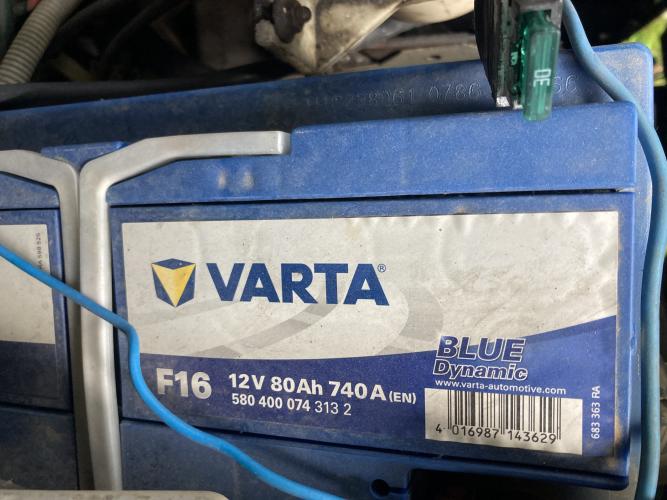 30
VARTA®
BLUE
Dynamic
www.varta-automotive.com
F16 12V 80Ah 740A (EN)
580 400 074 313 2
4 016987 143629
683 363 RA